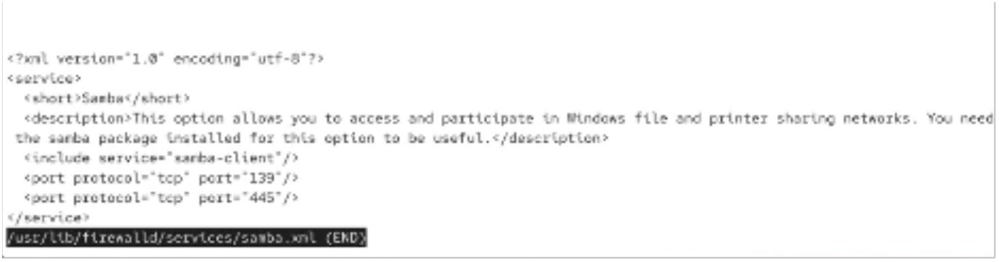 <?xml version="1.0" encoding="utf-8"?>
<service>
  <short>Samba</short>
  <description>This option allows you to access and participate in Windows file and printer sharing networks. You need
 the samba package installed for this option to be useful.</description>
  <include service="samba-client"/>
  <port protocol="tcp" port="139"/>
  <port protocol="tcp" port="445"/>
</service>
/usr/lib/firewalld/services/samba.xml (END)